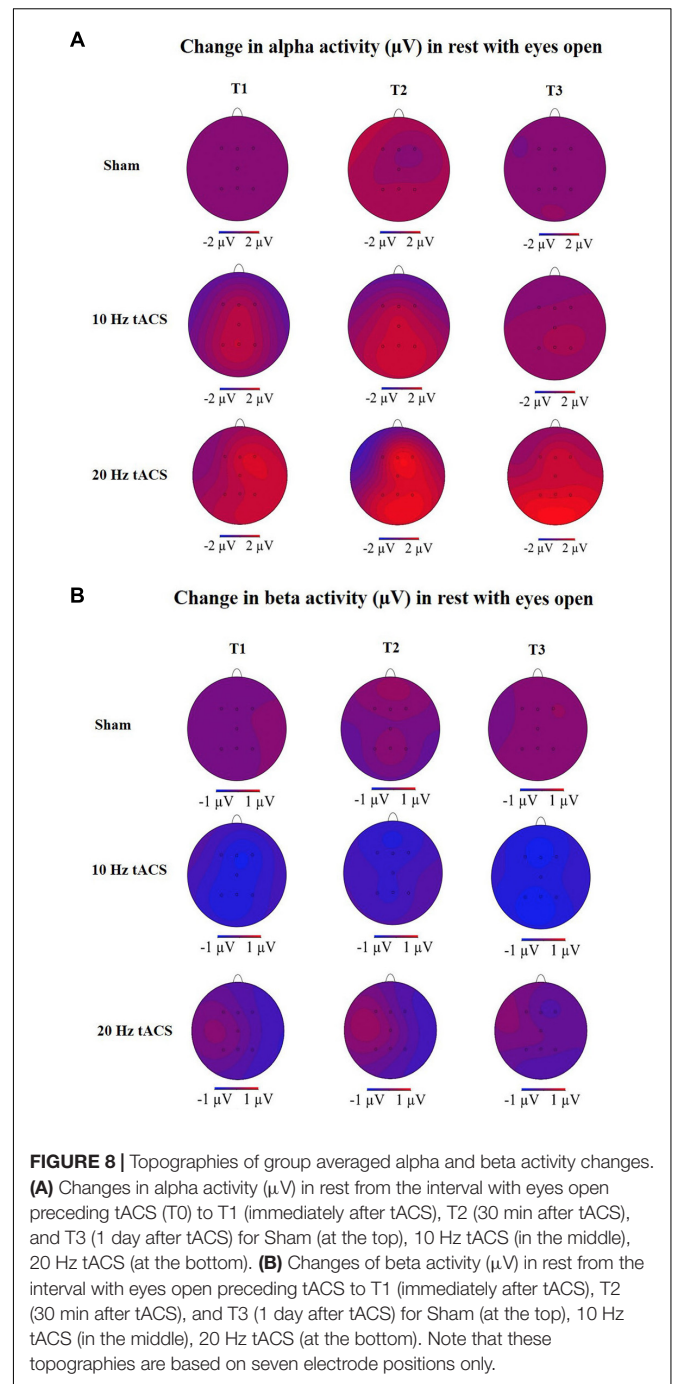 A
Change in alpha activity (µV) in rest with eyes open
T1 T2 T3
Sham
-2 µV 2 µV -2 µV 2 µV -2 µV 2 µV
10 Hz tACS
-2 µV 2 µV -2 µV 2 µV -2 µV 2 µV
20 Hz tACS
-2 µV 2 µV -2 µV 2 µV -2 µV 2 µV
B
Change in beta activity (µV) in rest with eyes open
T1 T2 T3
Sham
-1 µV 1 µV -1 µV 1 µV -1 µV 1 µV
10 Hz tACS
-1 µV 1 µV -1 µV 1 µV -1 µV 1 µV
20 Hz tACS
-1 µV 1 µV -1 µV 1 µV -1 µV 1 µV
FIGURE 8 | Topographies of group averaged alpha and beta activity changes.
(A) Changes in alpha activity (µV) in rest from the interval with eyes open
preceding tACS (T0) to T1 (immediately after tACS), T2 (30 min after tACS),
and T3 (1 day after tACS) for Sham (at the top), 10 Hz tACS (in the middle),
20 Hz tACS (at the bottom). (B) Changes of beta activity (µV) in rest from the
interval with eyes open preceding tACS to T1 (immediately after tACS), T2
(30 min after tACS), and T3 (1 day after tACS) for Sham (at the top), 10 Hz
tACS (in the middle), 20 Hz tACS (at the bottom). Note that these
topographies are based on seven electrode positions only.